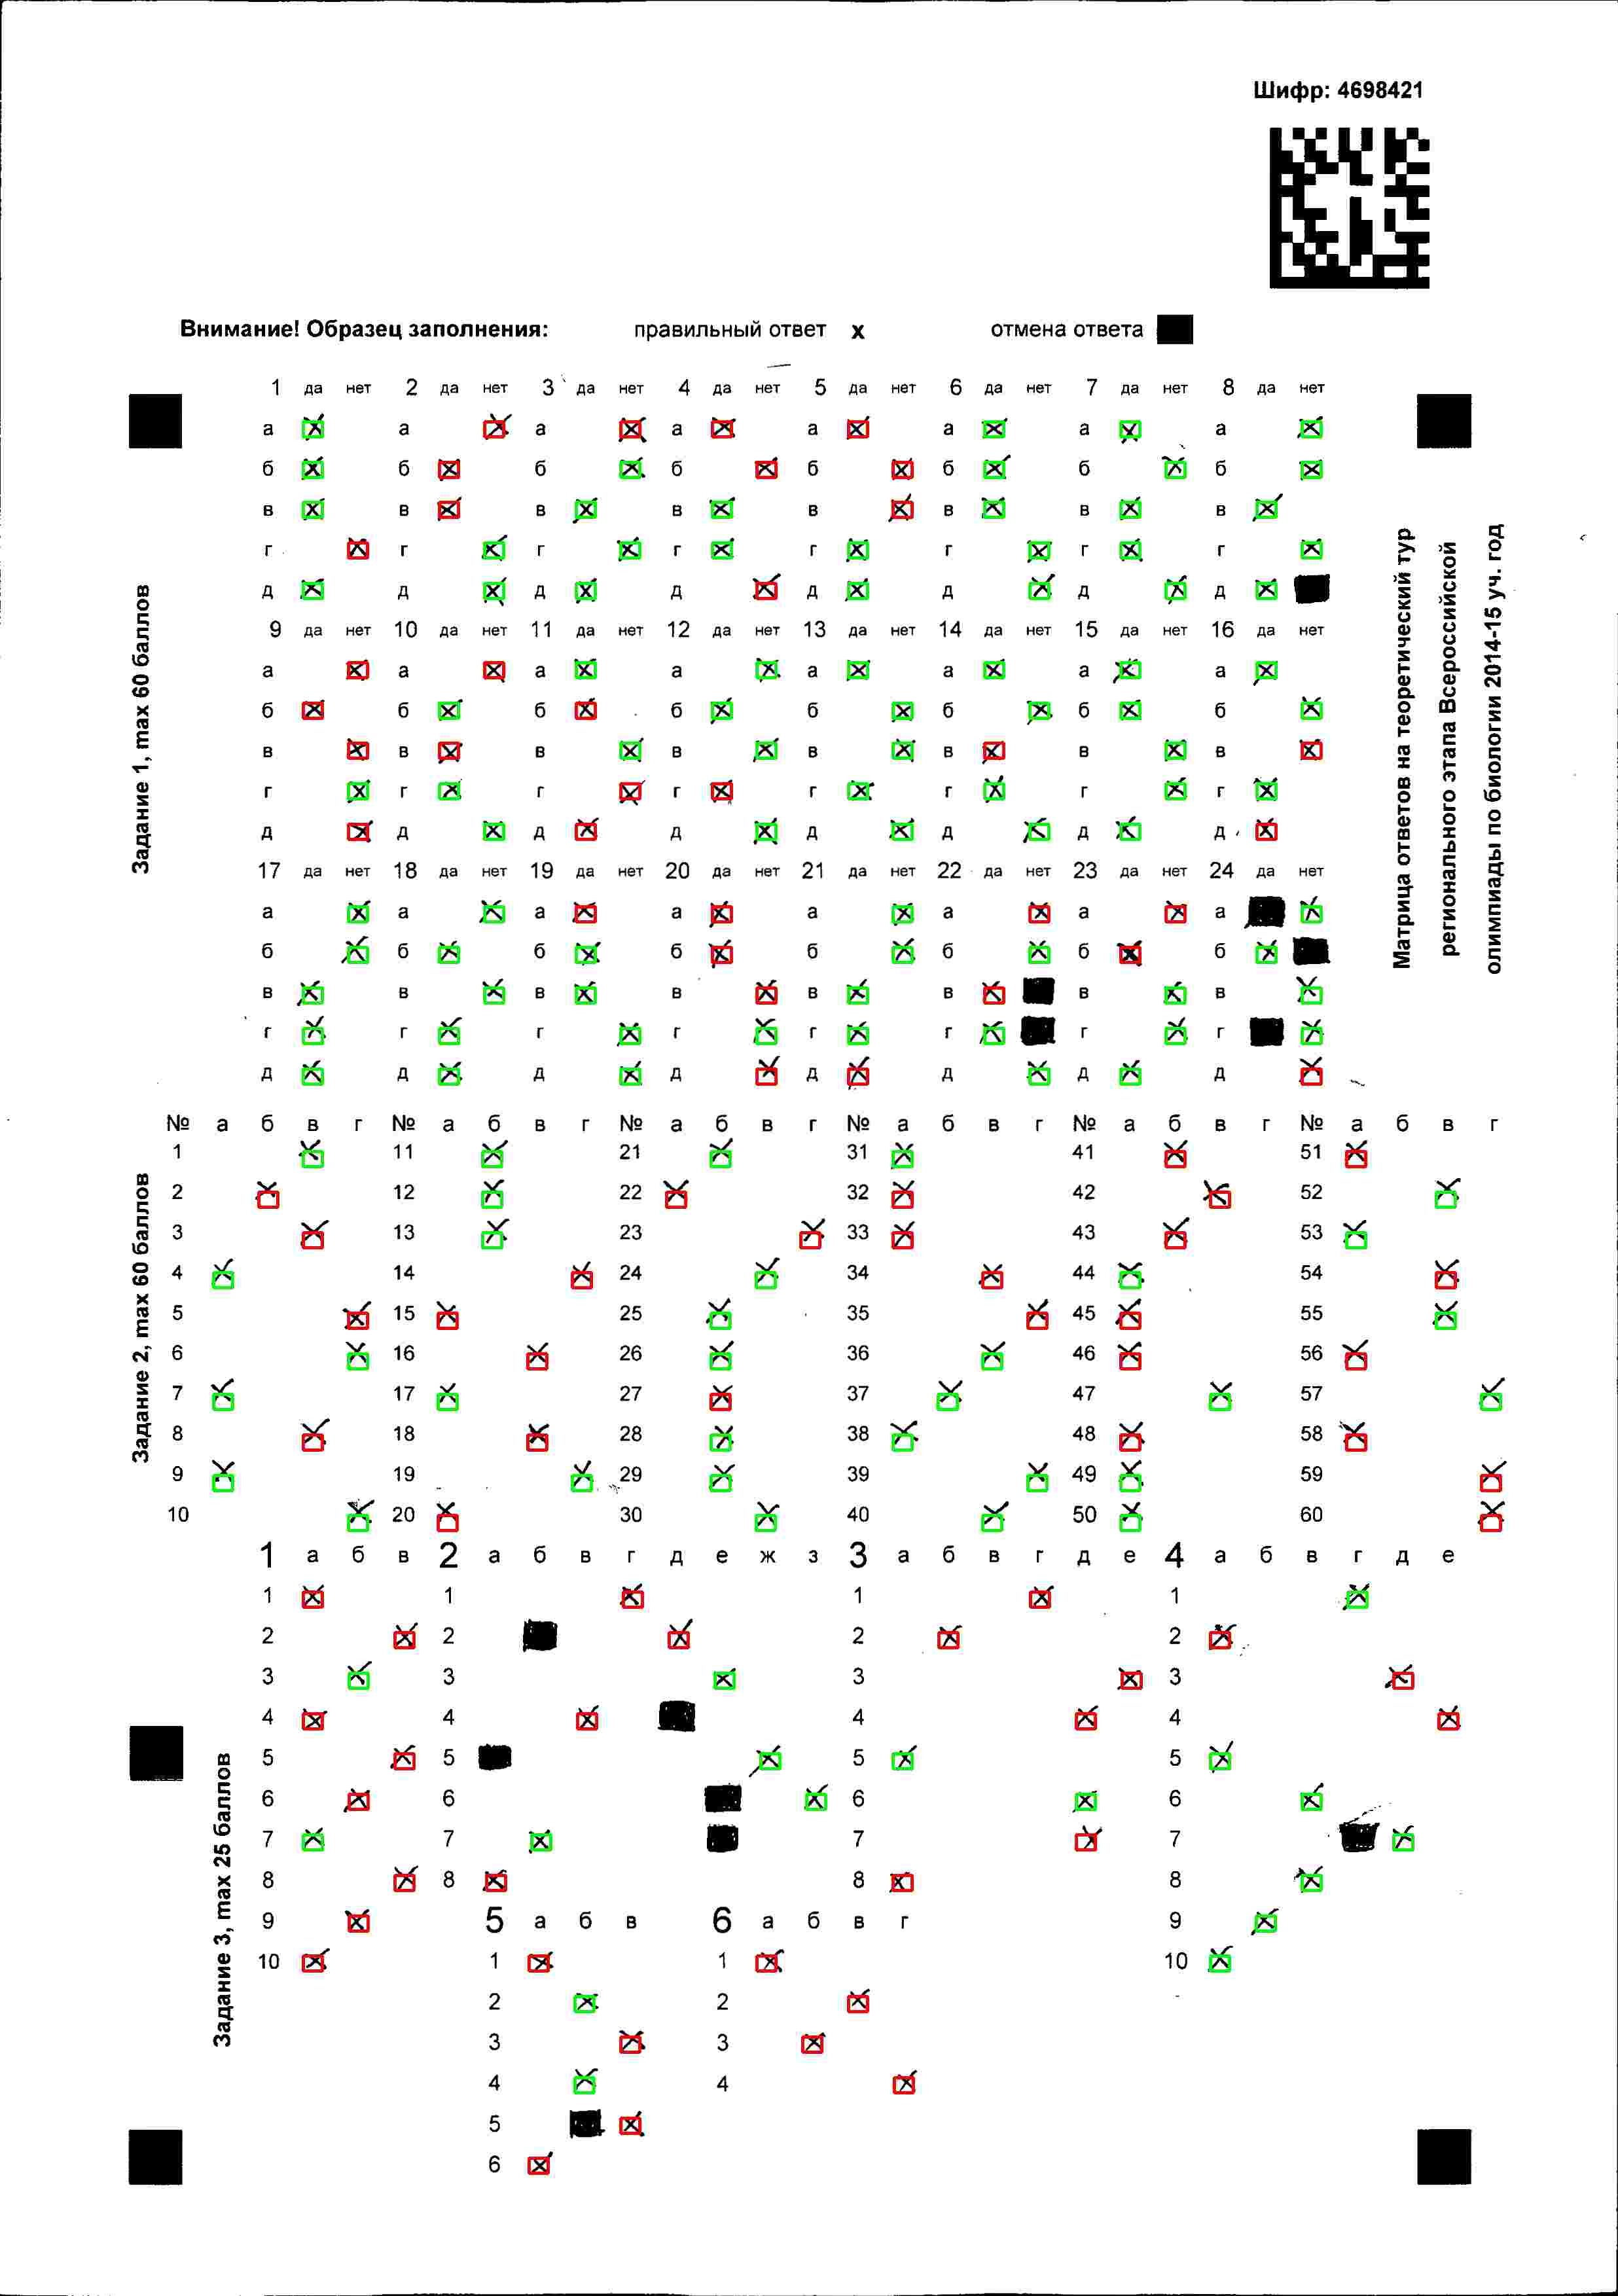 Шифр: 4698421
Внимание! Образец заполнения: правильный ответ x отмена ответа
1 да нет 2 да нет 3 да нет 4 да нет 5 да нет 6 да нет 7 да нет 8 да нет
а а а а а а а а
б б б б б б б б
в в в в в в в в
г г г г г г г г
д д д д д д д д
9 да нет 10 да нет 11 да нет 12 да нет 13 да нет 14 да нет 15 да нет 16 да нет
а а а а а а а а
б б б б б б б б
в в в в в в в в
г г г г г г г г
д д д д д д д д
17 да нет 18 да нет 19 да нет 20 да нет 21 да нет 22 да нет 23 да нет 24 да нет
а а а а а а а а
б б б б б б б б
в в в в в в в в
г г г г г г г г
д д д д д д д д
Задание 1, max 60 баллов
Матрица ответов на теоретический тур
регионального этапа Всероссийской
олимпиады по биологии 2014-15 уч. год
№ а б в г № а б в г № а б в г № а б в г № а б в г № а б в г
1 11 21 31 41 51
2 12 22 32 42 52
3 13 23 33 43 53
4 14 24 34 44 54
5 15 25 35 45 55
6 16 26 36 46 56
7 17 27 37 47 57
8 18 28 38 48 58
9 19 29 39 49 59
10 20 30 40 50 60
Задание 2, max 60 баллов
1 а б в 2 а б в г д е ж з 3 а б в г д е 4 а б в г д е
1 1 1 1
2 2 2 2
3 3 3 3
4 4 4 4
5 5 5 5
6 6 6 6
7 7 7 7
8 8 8 8
9 5 а б в 6 а б в г 9
10 1 1 10
2 2
3 3
4 4
5
6
Задание 3, max 25 баллов